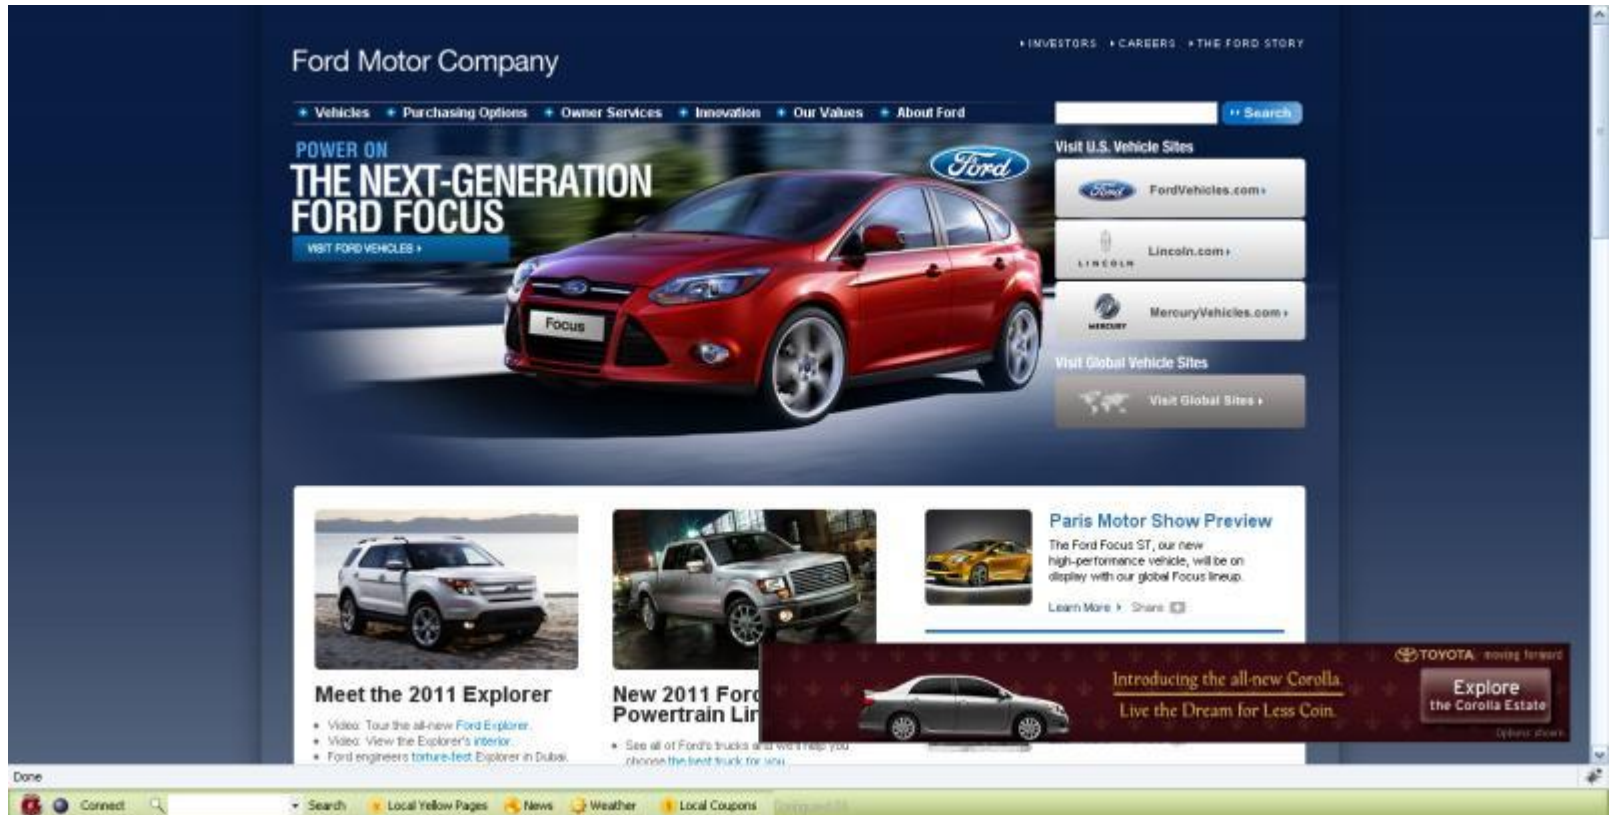 INVESTORS CAREERS THE FORD STORY
Ford Motor Company
Vehicles Purchasing Options Owner Services Innovation Our Values About Ford
Search
POWER ON
THE NEXT-GENERATION
FORD FOCUS
VISIT FORD VEHICLES
Ford
Focus
Visit U.S. Vehicle Sites
Ford FordVehicles.com
LINCOLN Lincoln.com
MERCURY MercuryVehicles.com
Visit Global Vehicle Sites
Visit Global Sites
Meet the 2011 Explorer
Video: Tour the all-new Ford Explorer.
Video: View the Explorer's interior.
Ford engineers torture-test Explorer in Dubai.
New 2011 Ford
Powertrain Lin
See all of Ford's trucks and we'll help you
choose the best truck for you.
Paris Motor Show Preview
The Ford Focus ST, our new
high-performance vehicle, will be on
display with our global Focus lineup.
Learn More Share
TOYOTA moving forward
Introducing the all-new Corolla.
Live the Dream for Less Coin.
Explore
the Corolla Estate
Options shown
Done
Connect Search Local Yellow Pages News Weather Local Coupons